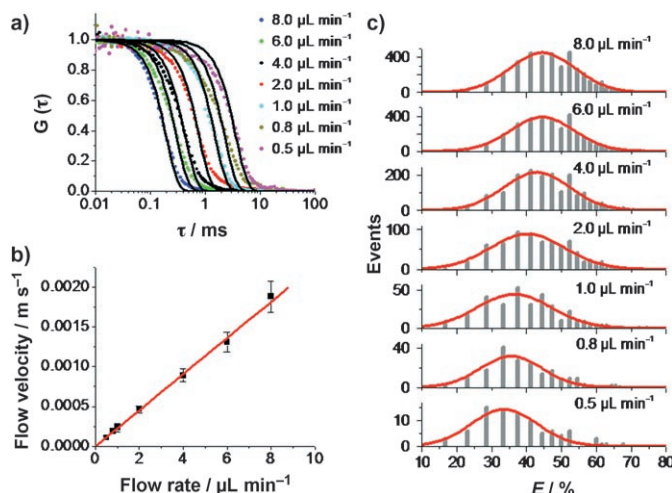 a)
G (τ)
1.0
0.8
0.6
0.4
0.2
0.0
8.0 µL min⁻¹
6.0 µL min⁻¹
4.0 µL min⁻¹
2.0 µL min⁻¹
1.0 µL min⁻¹
0.8 µL min⁻¹
0.5 µL min⁻¹
0.01 0.1 1 10 100
τ / ms
b)
Flow velocity / m s⁻¹
0.0020
0.0015
0.0010
0.0005
0.0000
0 2 4 6 8 10
Flow rate / µL min⁻¹
c)
Events
8.0 µL min⁻¹
400
0
6.0 µL min⁻¹
400
0
4.0 µL min⁻¹
200
0
2.0 µL min⁻¹
100
0
1.0 µL min⁻¹
50
0
0.8 µL min⁻¹
40
0
0.5 µL min⁻¹
10
0
10 20 30 40 50 60 70 80
E / %